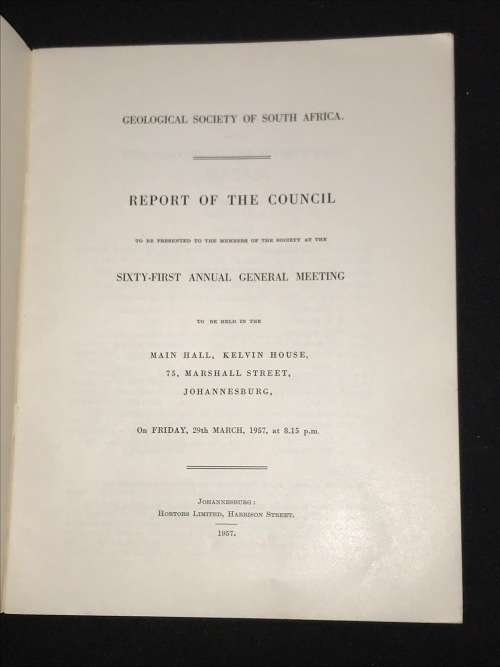 GEOLOGICAL SOCIETY OF SOUTH AFRICA.
REPORT OF THE COUNCIL
TO BE PRESENTED TO THE MEMBERS OF THE SOCIETY AT THE
SIXTY-FIRST ANNUAL GENERAL MEETING
TO BE HELD IN THE
MAIN HALL, KELVIN HOUSE,
75, MARSHALL STREET,
JOHANNESBURG,
On FRIDAY, 29th MARCH, 1957, at 8.15 p.m.
JOHANNESBURG:
HORTORS LIMITED, HARRISON STREET.
1957.